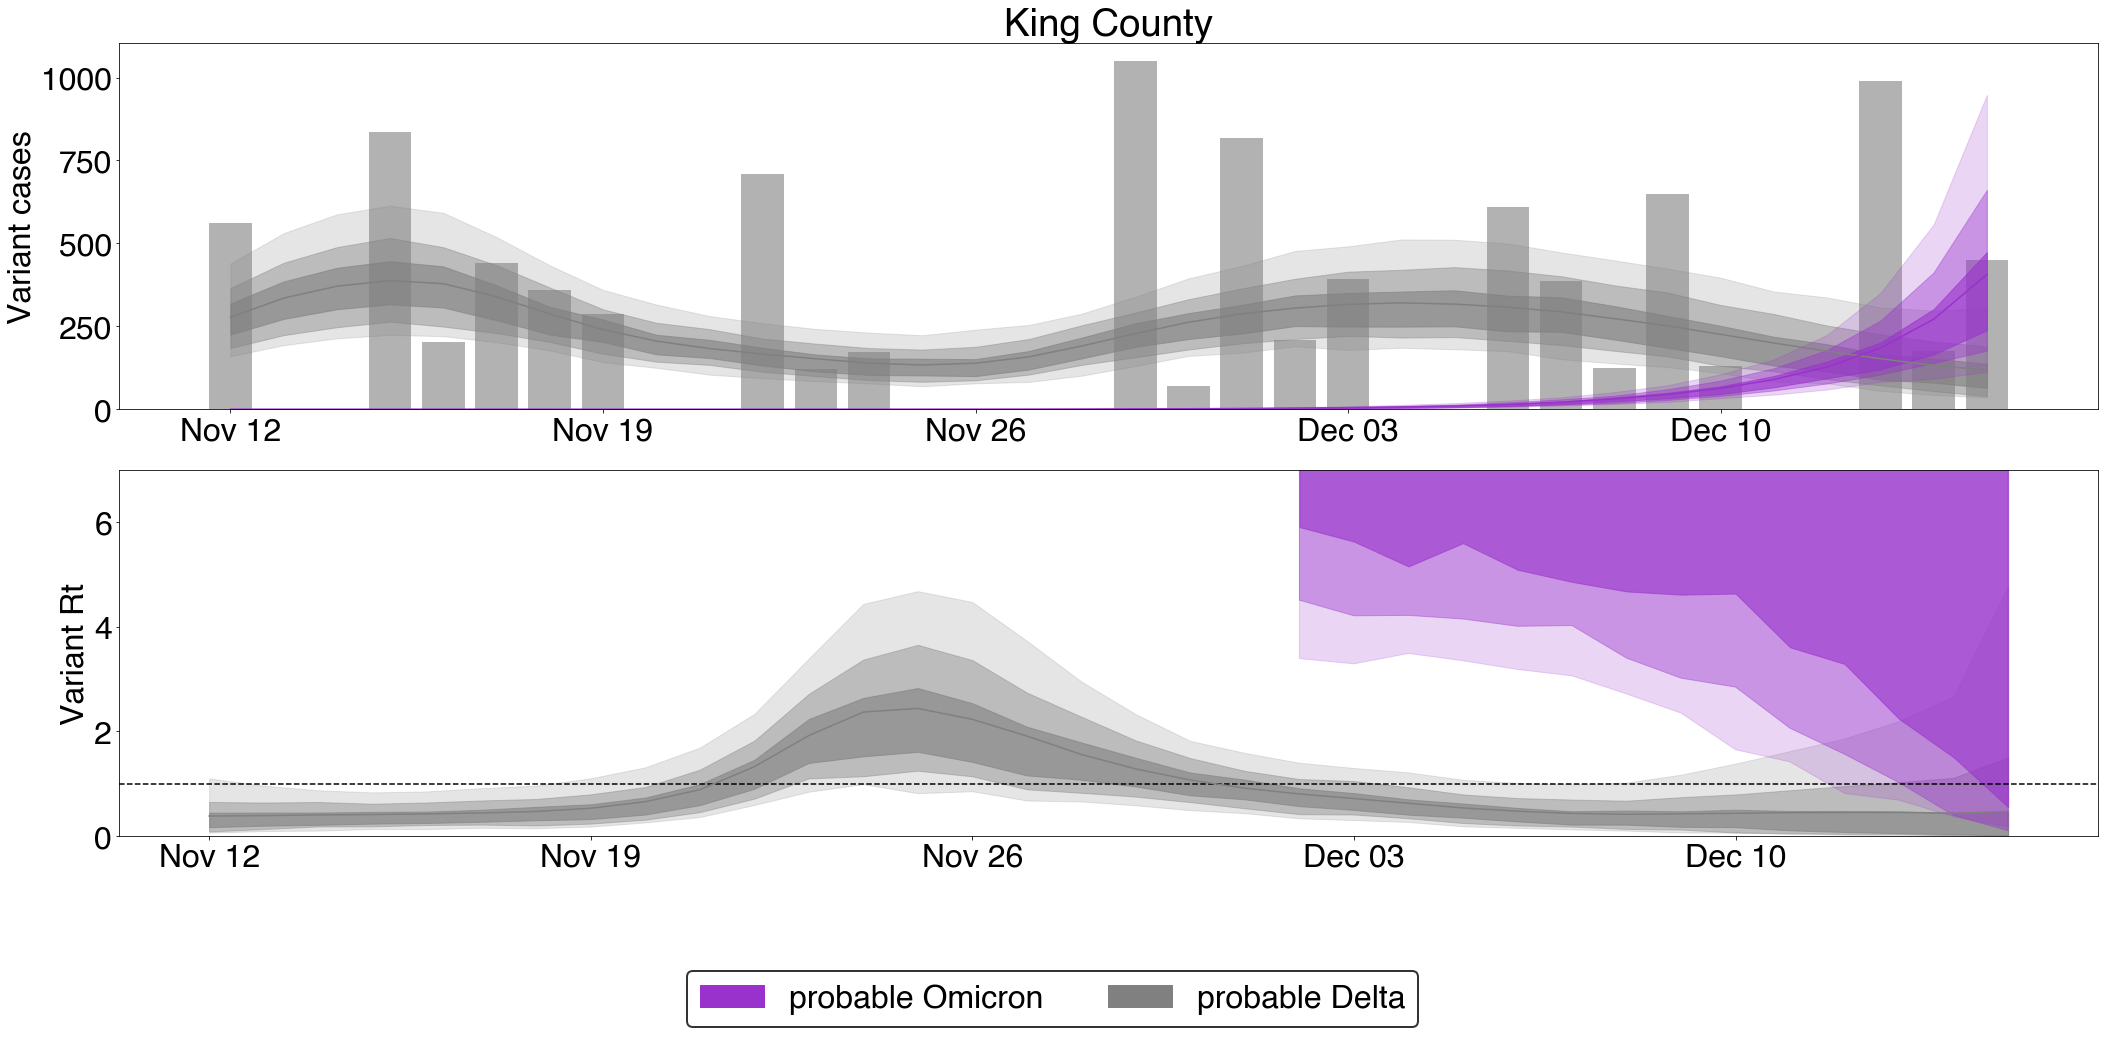 King County
Variant cases
1000
750
500
250
0
Nov 12 Nov 19 Nov 26 Dec 03 Dec 10
Variant Rt
6
4
2
0
Nov 12 Nov 19 Nov 26 Dec 03 Dec 10
probable Omicron probable Delta